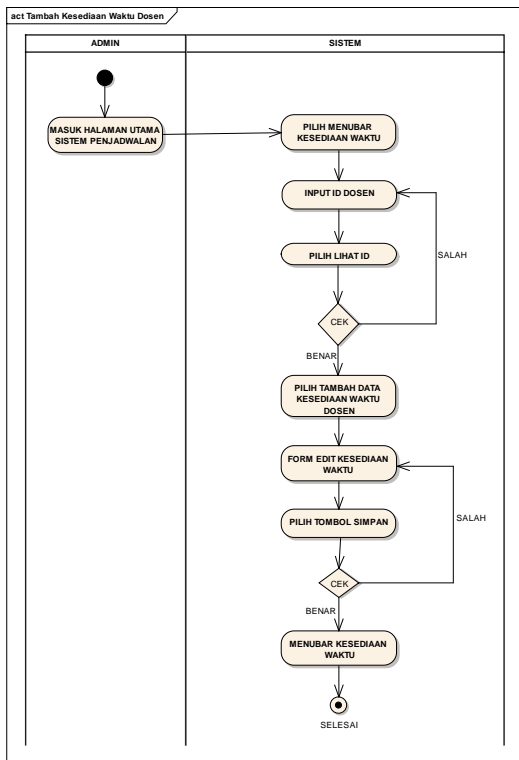 act Tambah Kesediaan Waktu Dosen
ADMIN
SISTEM
MASUK HALAMAN UTAMA
SISTEM PENJADWALAN
PILIH MENUBAR
KESEDIAAN WAKTU
INPUT ID DOSEN
PILIH LIHAT ID
SALAH
CEK
BENAR
PILIH TAMBAH DATA
KESEDIAAN WAKTU
DOSEN
FORM EDIT KESEDIAAN
WAKTU
PILIH TOMBOL SIMPAN
SALAH
CEK
BENAR
MENUBAR KESEDIAAN
WAKTU
SELESAI